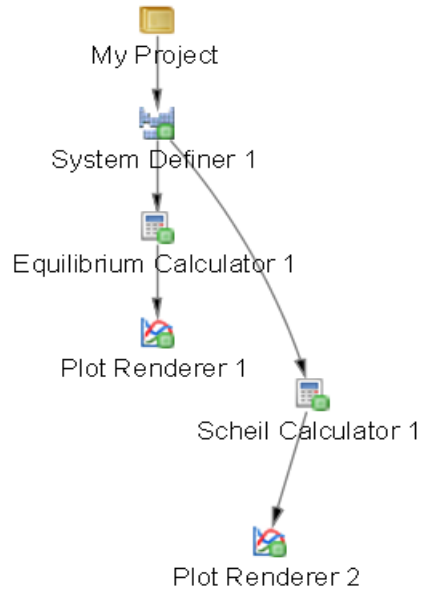 My Project
System Definer 1
Equilibrium Calculator 1
Plot Renderer 1
Scheil Calculator 1
Plot Renderer 2